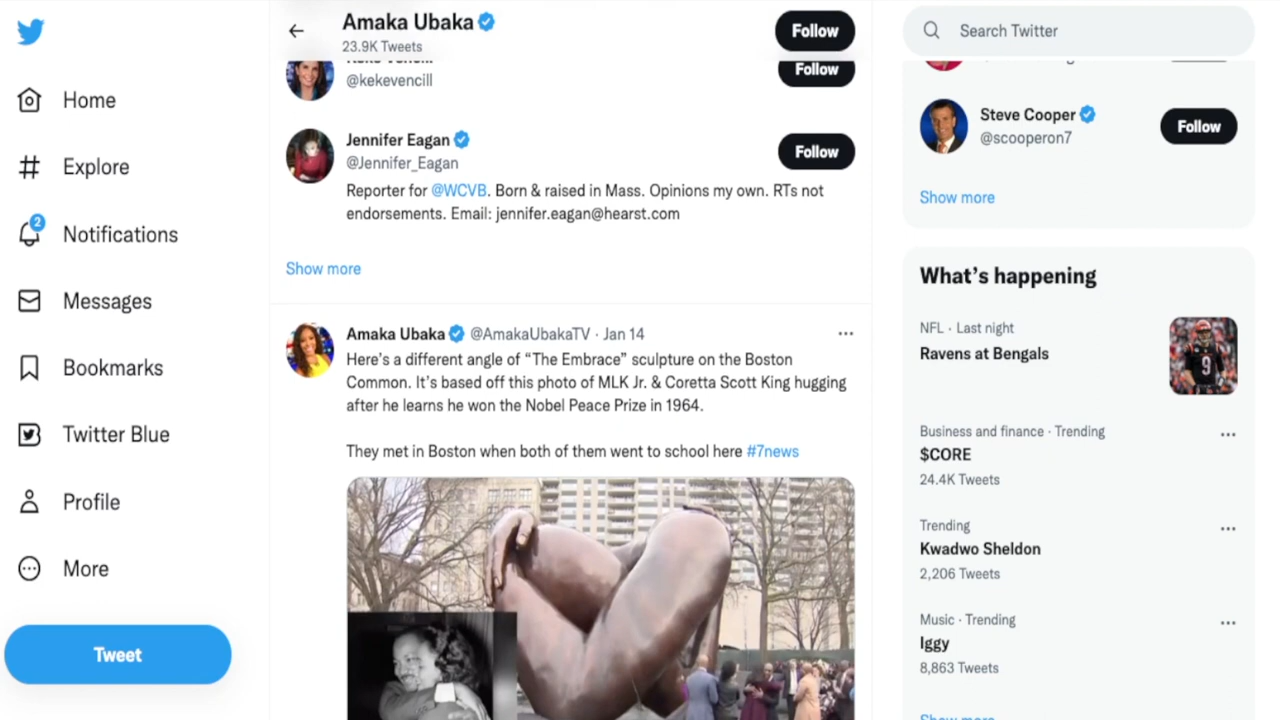 Home
Explore
2
Notifications
Messages
Bookmarks
Twitter Blue
Profile
More
Tweet
Amaka Ubaka
23.9K Tweets
Follow
@kekevencill
Follow
Jennifer Eagan
@Jennifer_Eagan
Follow
Reporter for @WCVB. Born & raised in Mass. Opinions my own. RTs not
endorsements. Email: jennifer.eagan@hearst.com
Show more
Amaka Ubaka @AmakaUbakaTV · Jan 14
Here's a different angle of “The Embrace” sculpture on the Boston
Common. It's based off this photo of MLK Jr. & Coretta Scott King hugging
after he learns he won the Nobel Peace Prize in 1964.
They met in Boston when both of them went to school here #7news
Search Twitter
Steve Cooper
@scooperon7
Follow
Show more
What's happening
NFL · Last night
Ravens at Bengals
9
Business and finance · Trending
$CORE
24.4K Tweets
Trending
Kwadwo Sheldon
2,206 Tweets
Music · Trending
Iggy
8,863 Tweets
Show more